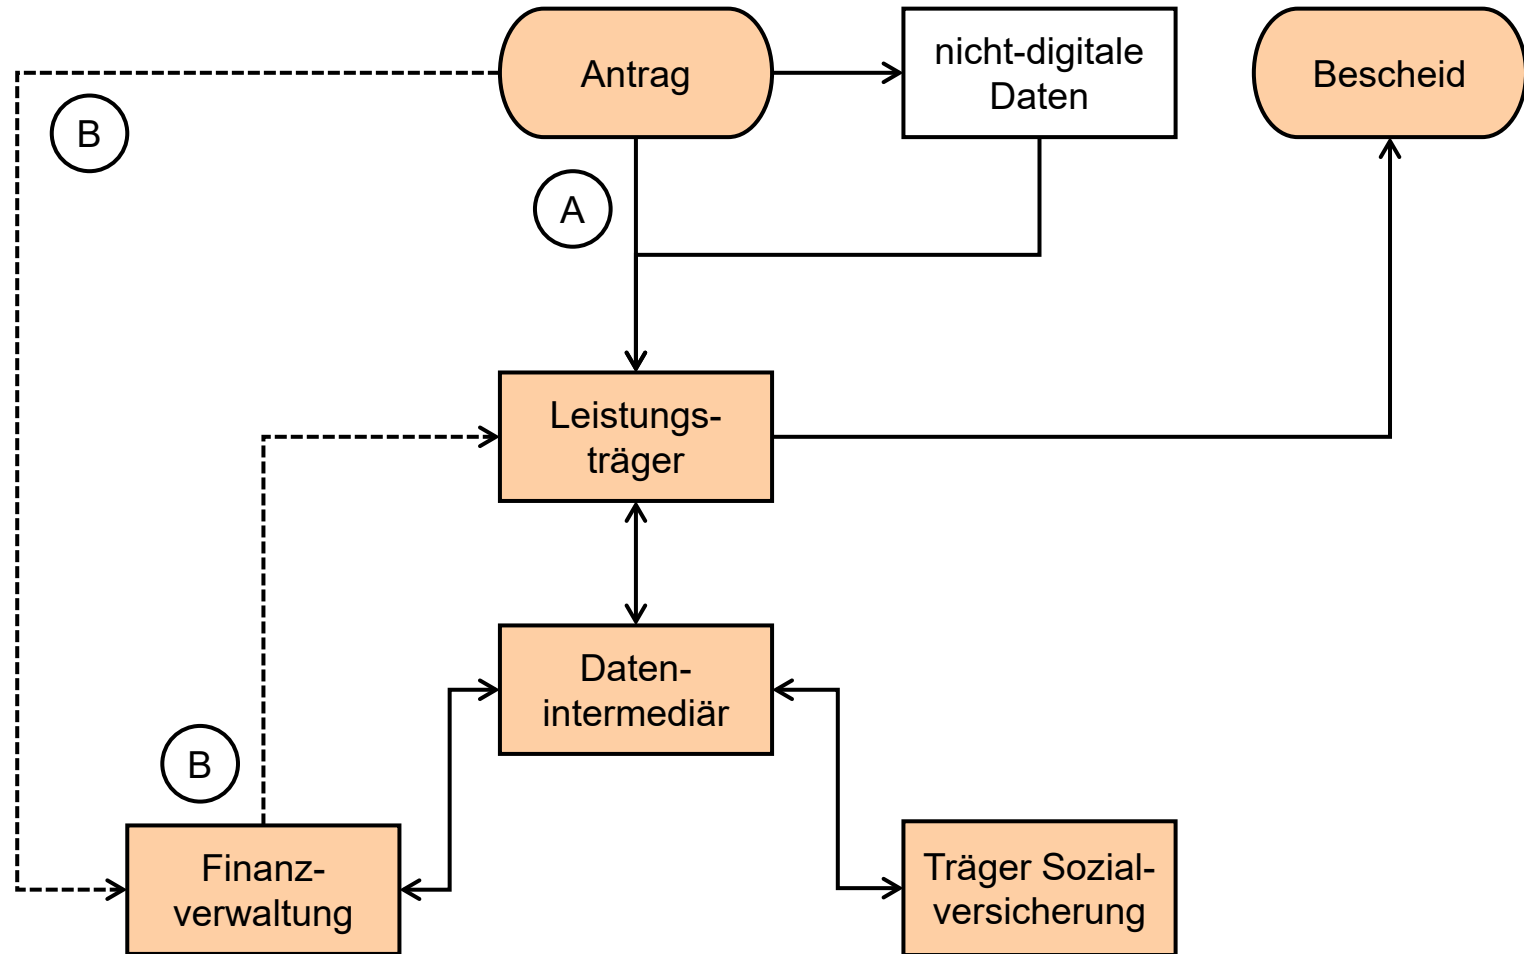 Antrag
nicht-digitale
Daten
Bescheid
B
A
Leistungs-
träger
Daten-
intermediär
B
Finanz-
verwaltung
Träger Sozial-
versicherung